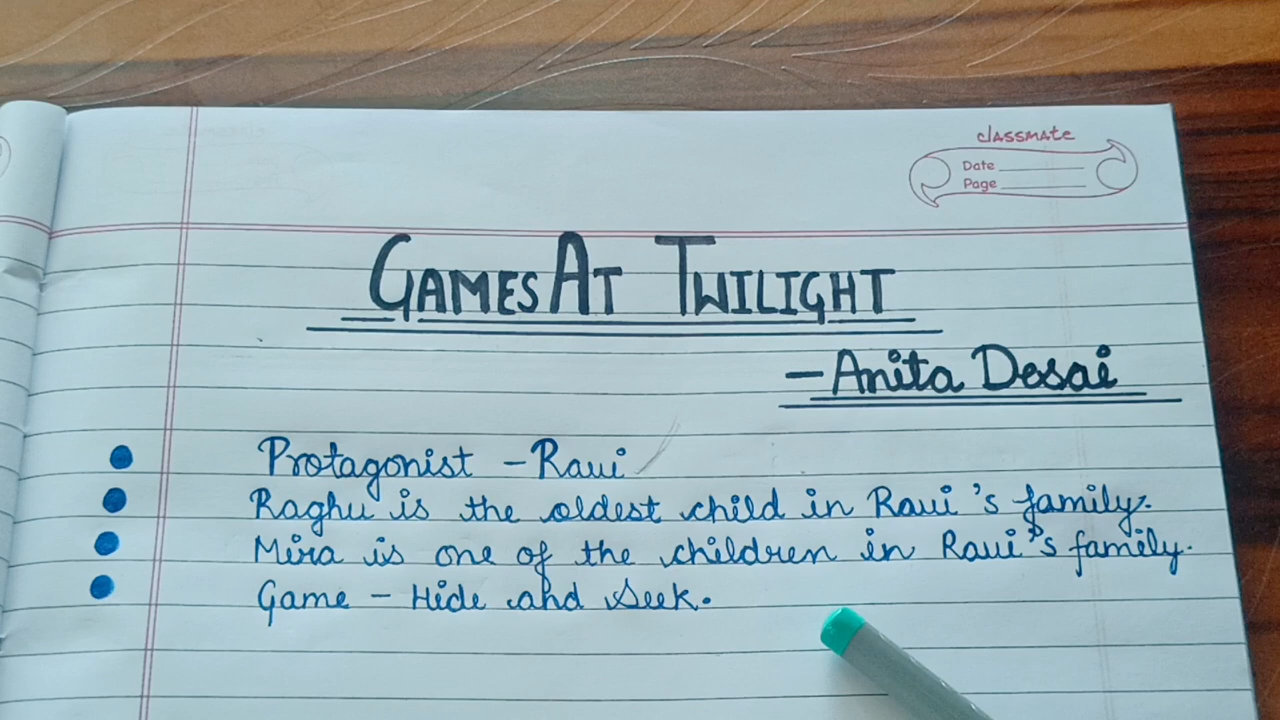 classmate
Date
Page
GAMES AT TWILIGHT
- Anita Desai
Protagonist - Ravi
Raghu is the oldest child in Ravi's family.
Mira is one of the children in Ravi's family.
Game - Hide and Seek.